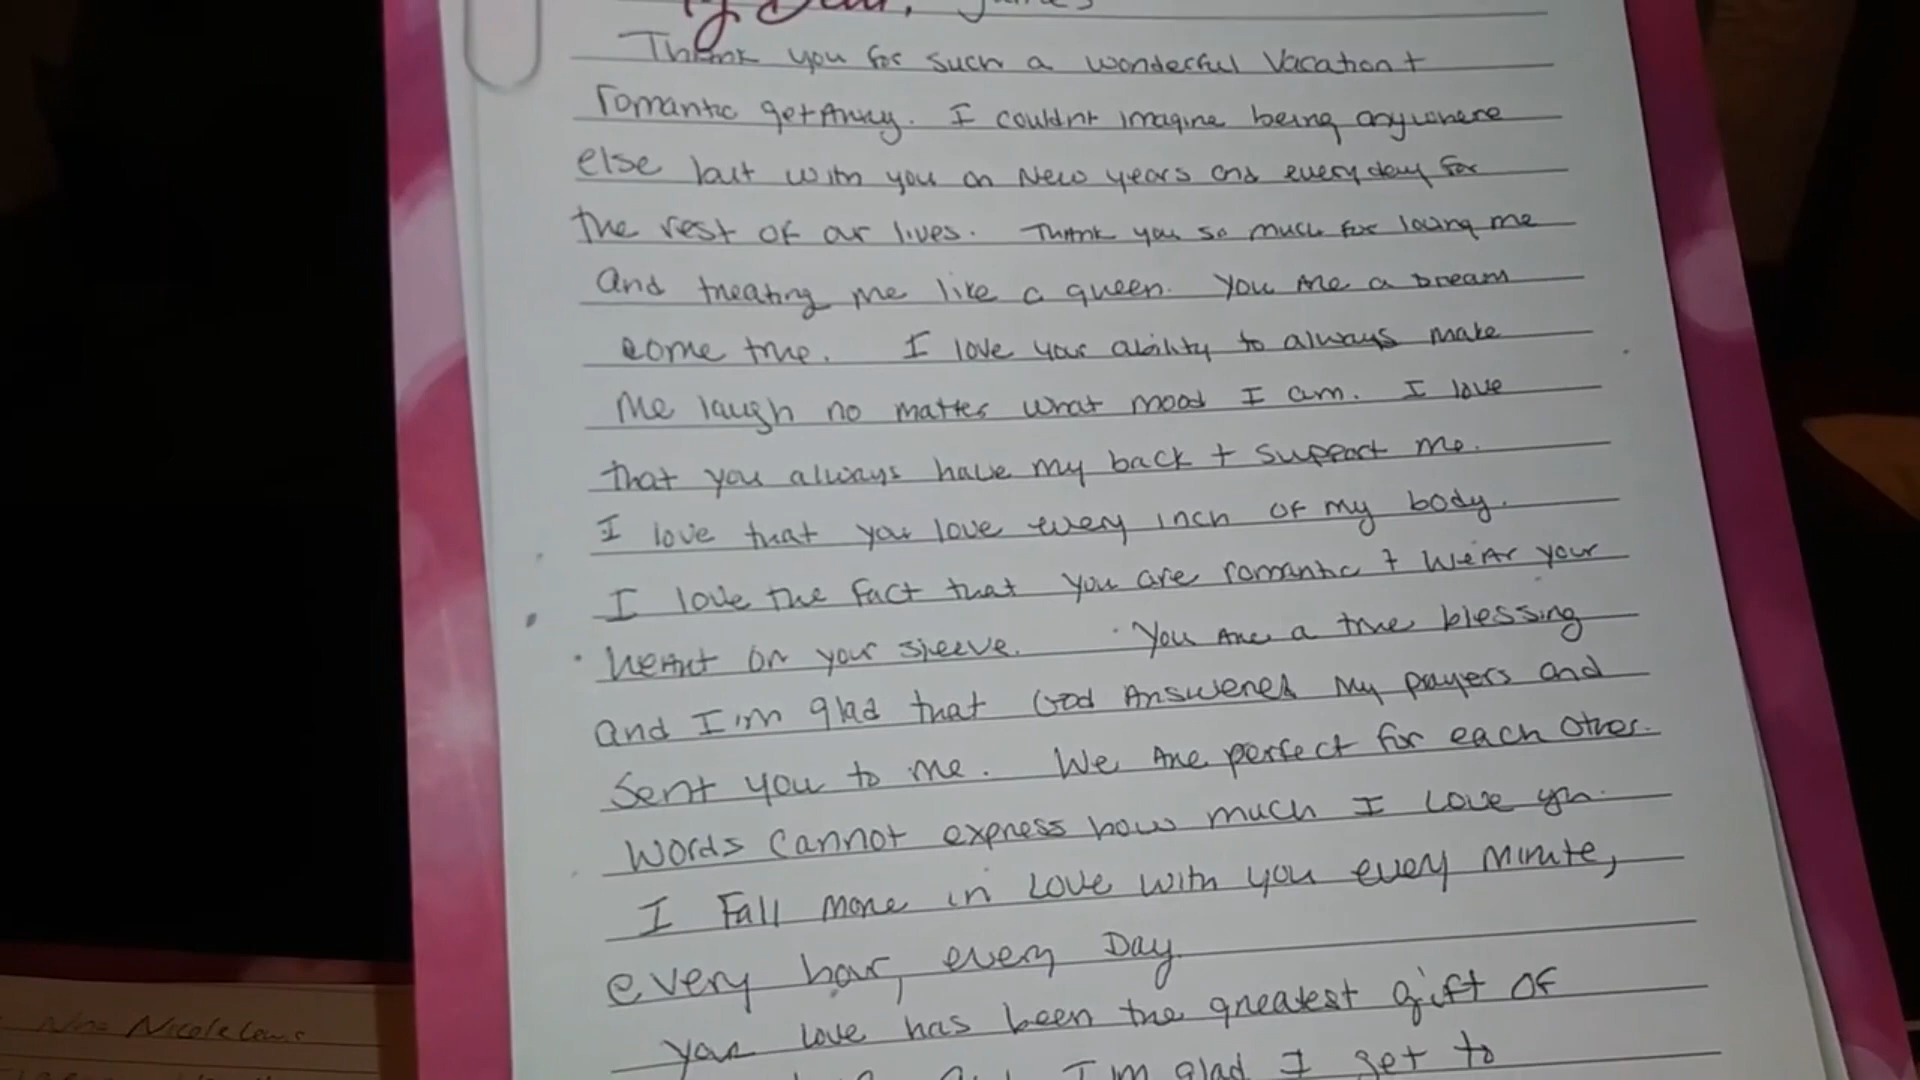 My Dear, James
Thank you for such a wonderful Vacation +
romantic getaway. I couldnt imagine being anywhere
else but with you on New years and everyday for
the rest of our lives. Thank you so much for loving me
and treating me like a queen. You are a Dream
come true. I love your ability to always make
me laugh no matter what mood I am. I love
that you always have my back + support me.
I love that you love every inch of my body.
I love the fact that you are romantic + wear your
heart on your sleeve. You are a true blessing
and I'm glad that God Answered My prayers and
sent you to me. We are perfect for each other.
Words cannot express how much I Love you.
I Fall more in Love with you every Minute,
every hour, every Day.
your love has been the greatest gift of
I'm glad I get to
Nicole